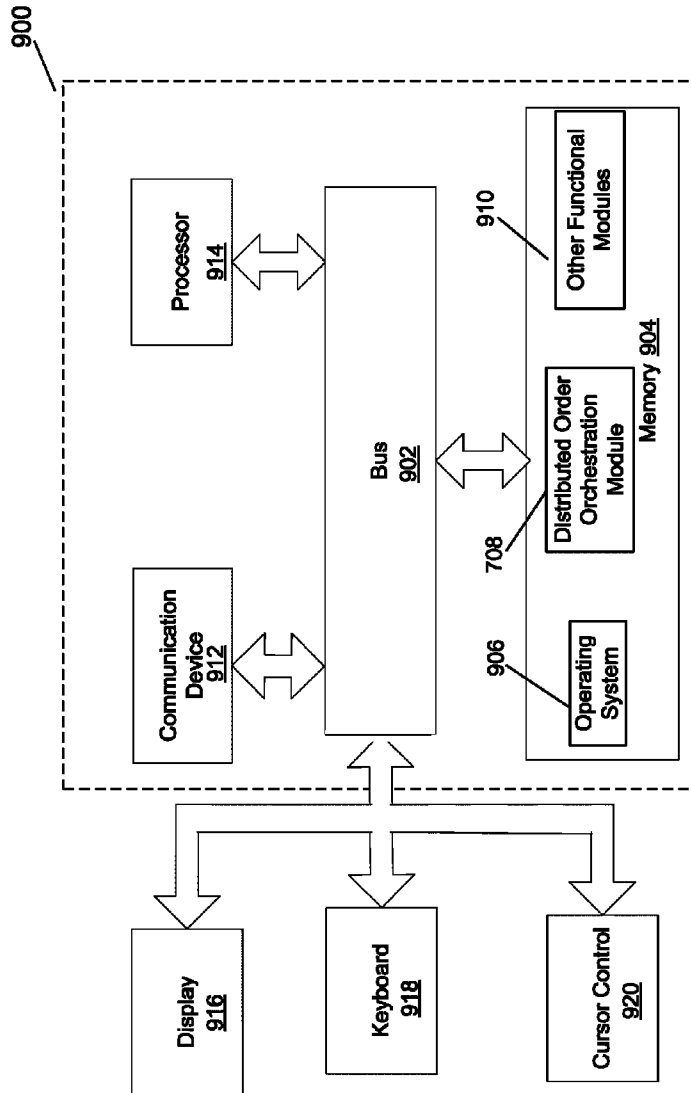 900
Display
916
Keyboard
918
Cursor Control
920
Communication
Device
912
Processor
914
Bus
902
906
Operating
System
708
Distributed Order
Orchestration
Module
910
Other Functional
Modules
Memory 904